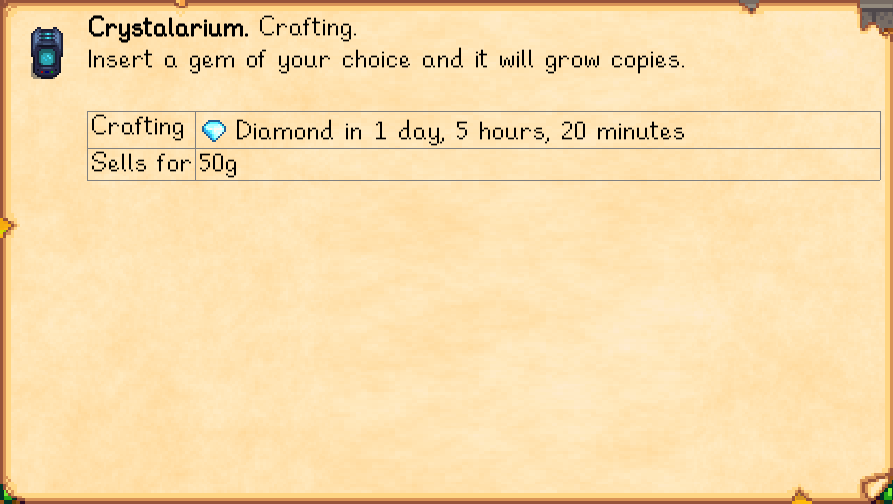 Crystalarium. Crafting.
Insert a gem of your choice and it will grow copies.
Crafting Diamond in 1 day, 5 hours, 20 minutes
Sells for 50g